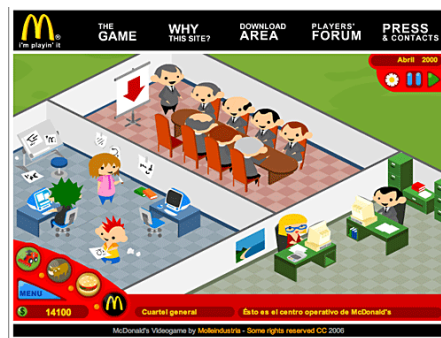 THE
GAME
WHY
THIS SITE?
DOWNLOAD
AREA
PLAYERS'
FORUM
PRESS
& CONTACTS
i'm playin' it
Abril 2000
MENU
$ 14100
Cuartel general
Ésto es el centro operativo de McDonald's
McDonald's Videogame by Molleindustria - Some rights reserved CC 2006